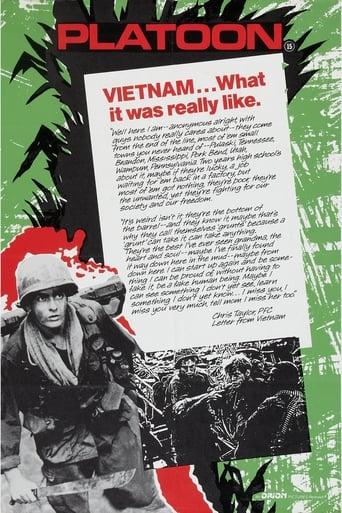 PLATOON
15
VIETNAM...What
it was really like.
"Well here I am--anonymous alright, with
guys nobody really cares about--they come
from the end of the line, most of 'em small
towns you never heard of--Pulaski, Tennessee,
Brandon, Mississippi, Pork Bend, Utah,
Wampum, Pennsylvania. Two years high school's
about it, maybe if they're lucky, a job
waiting for 'em back in a factory, but
most of 'em got nothing, they're poor, they're
the unwanted, yet they're fighting for our
society and our freedom.
"It's weird isn't it, they're the bottom of
the barrel--and they know it, maybe that's
why they call themselves 'grunts' because a
'grunt' can take it, can take anything.
"They're the best I've ever seen grandma, the
heart and soul--maybe I've finally found
it way down here in the mud--maybe from
down here I can start up again and be some-
thing I can be proud of, without having to
fake it, be a fake human being. Maybe I
can see something I don't yet see, learn
something I don't yet know... I miss you, I
miss you very much, tell mom I miss her too."
Chris Taylor, PFC
Letter from Vietnam
ORION